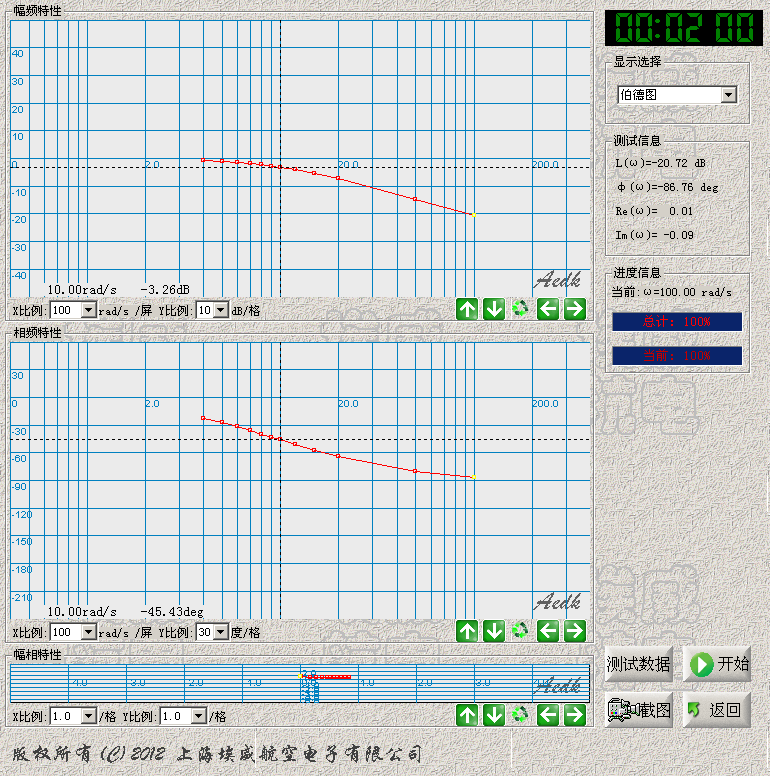 幅频特性
00:02 00
40
30
20
10
0 2.0 20.0 200.0
-10
-20
-30
-40
Aedk
10.00rad/s -3.26dB
X比例: 100 rad/s /屏 Y比例: 10 dB/格
显示选择
伯德图
测试信息
L(ω)=-20.72 dB
φ(ω)=-86.76 deg
Re(ω)= 0.01
Im(ω)= -0.09
进度信息
当前:ω=100.00 rad/s
总计: 100%
当前: 100%
相频特性
30
0 2.0 20.0 200.0
-30
-60
-90
-120
-150
-180
-210
Aedk
10.00rad/s -45.43deg
X比例: 100 rad/s /屏 Y比例: 30 度/格
幅相特性
-4.0 -3.0 -2.0 -1.0 0.0 1.0 2.0 3.0
Aedk
X比例: 1.0 /格 Y比例: 1.0 /格
测试数据 开始
截图 返回
版权所有(C)2012 上海埃威航空电子有限公司